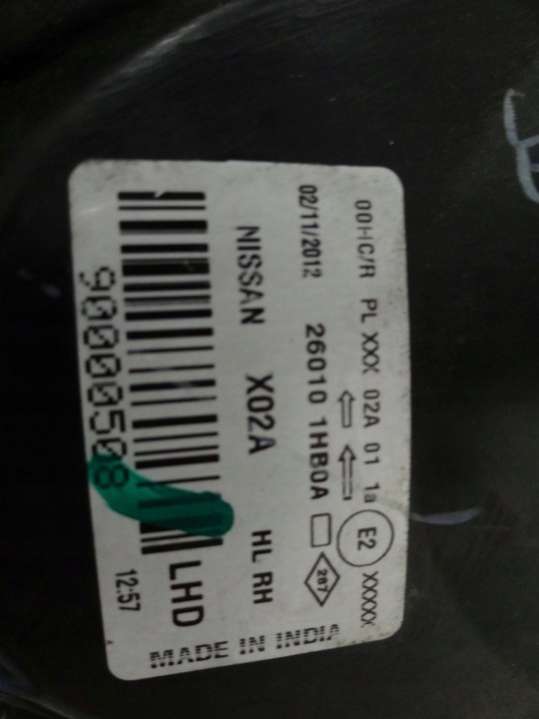 00HC/R PL XXX 02A 01 1a E2 XXXXX
02/11/2012 26010 1HB0A 287
NISSAN X02A HL RH
LHD
90000508 12:57
MADE IN INDIA